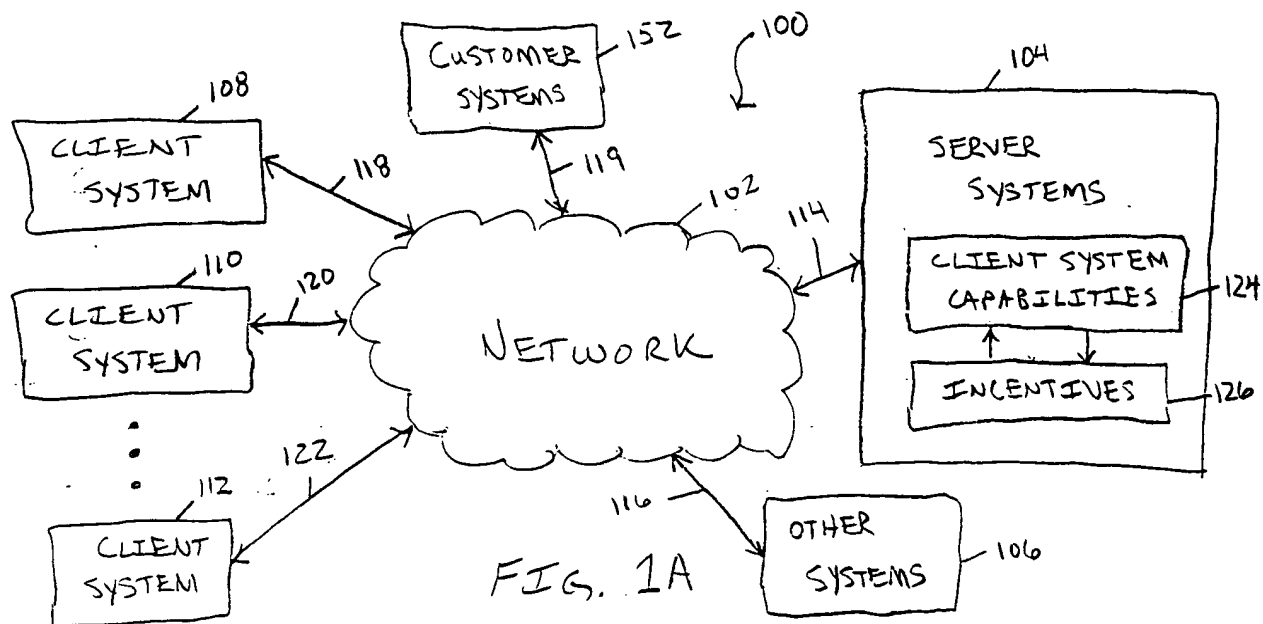 CUSTOMER
SYSTEMS
152
100
108
CLIENT
SYSTEM
118
119
102
114
104
SERVER
SYSTEMS
CLIENT SYSTEM
CAPABILITIES
124
INCENTIVES
126
110
CLIENT
SYSTEM
120
NETWORK
122
112
CLIENT
SYSTEM
116
OTHER
SYSTEMS
106
FIG. 1A